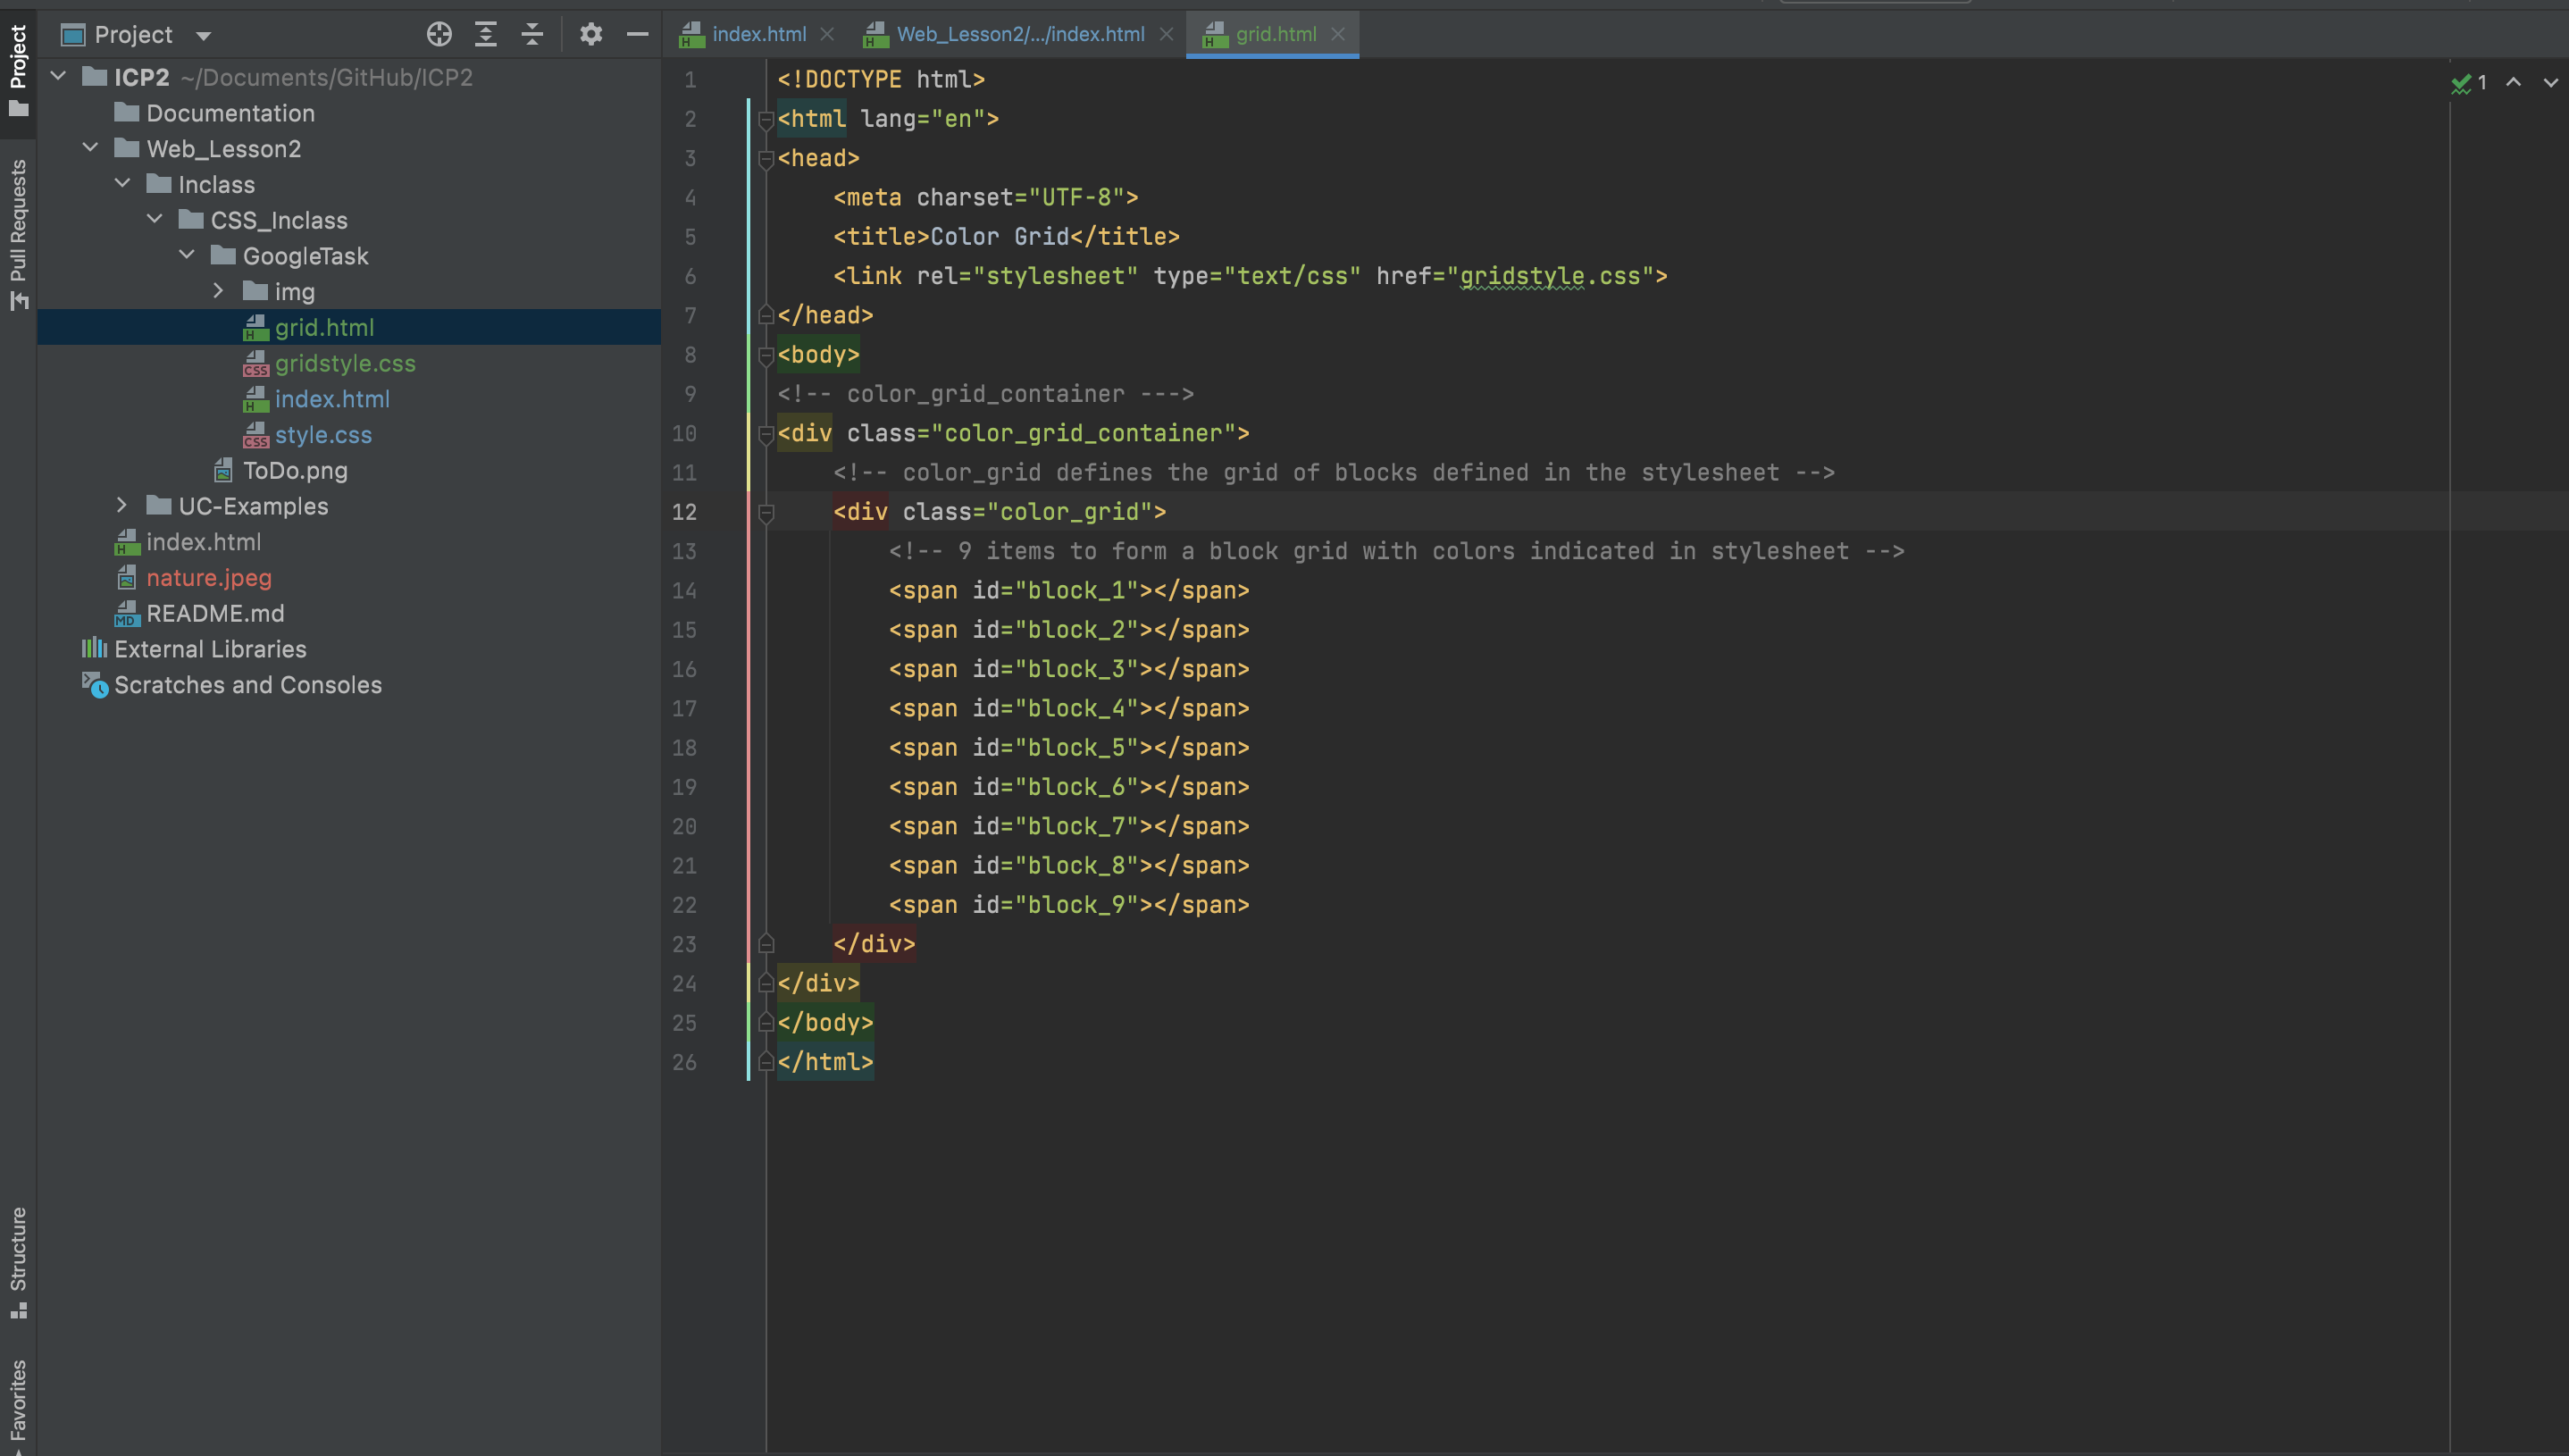 Project
Pull Requests
Structure
Favorites
Project
ICP2 ~/Documents/GitHub/ICP2
Documentation
Web_Lesson2
Inclass
CSS_Inclass
GoogleTask
img
grid.html
gridstyle.css
index.html
style.css
ToDo.png
UC-Examples
index.html
nature.jpeg
README.md
External Libraries
Scratches and Consoles
index.html
Web_Lesson2/.../index.html
grid.html
1
1 <!DOCTYPE html>
2 <html lang="en">
3 <head>
4 <meta charset="UTF-8">
5 <title>Color Grid</title>
6 <link rel="stylesheet" type="text/css" href="gridstyle.css">
7 </head>
8 <body>
9 <!-- color_grid_container --->
10 <div class="color_grid_container">
11 <!-- color_grid defines the grid of blocks defined in the stylesheet -->
12 <div class="color_grid">
13 <!-- 9 items to form a block grid with colors indicated in stylesheet -->
14 <span id="block_1"></span>
15 <span id="block_2"></span>
16 <span id="block_3"></span>
17 <span id="block_4"></span>
18 <span id="block_5"></span>
19 <span id="block_6"></span>
20 <span id="block_7"></span>
21 <span id="block_8"></span>
22 <span id="block_9"></span>
23 </div>
24 </div>
25 </body>
26 </html>